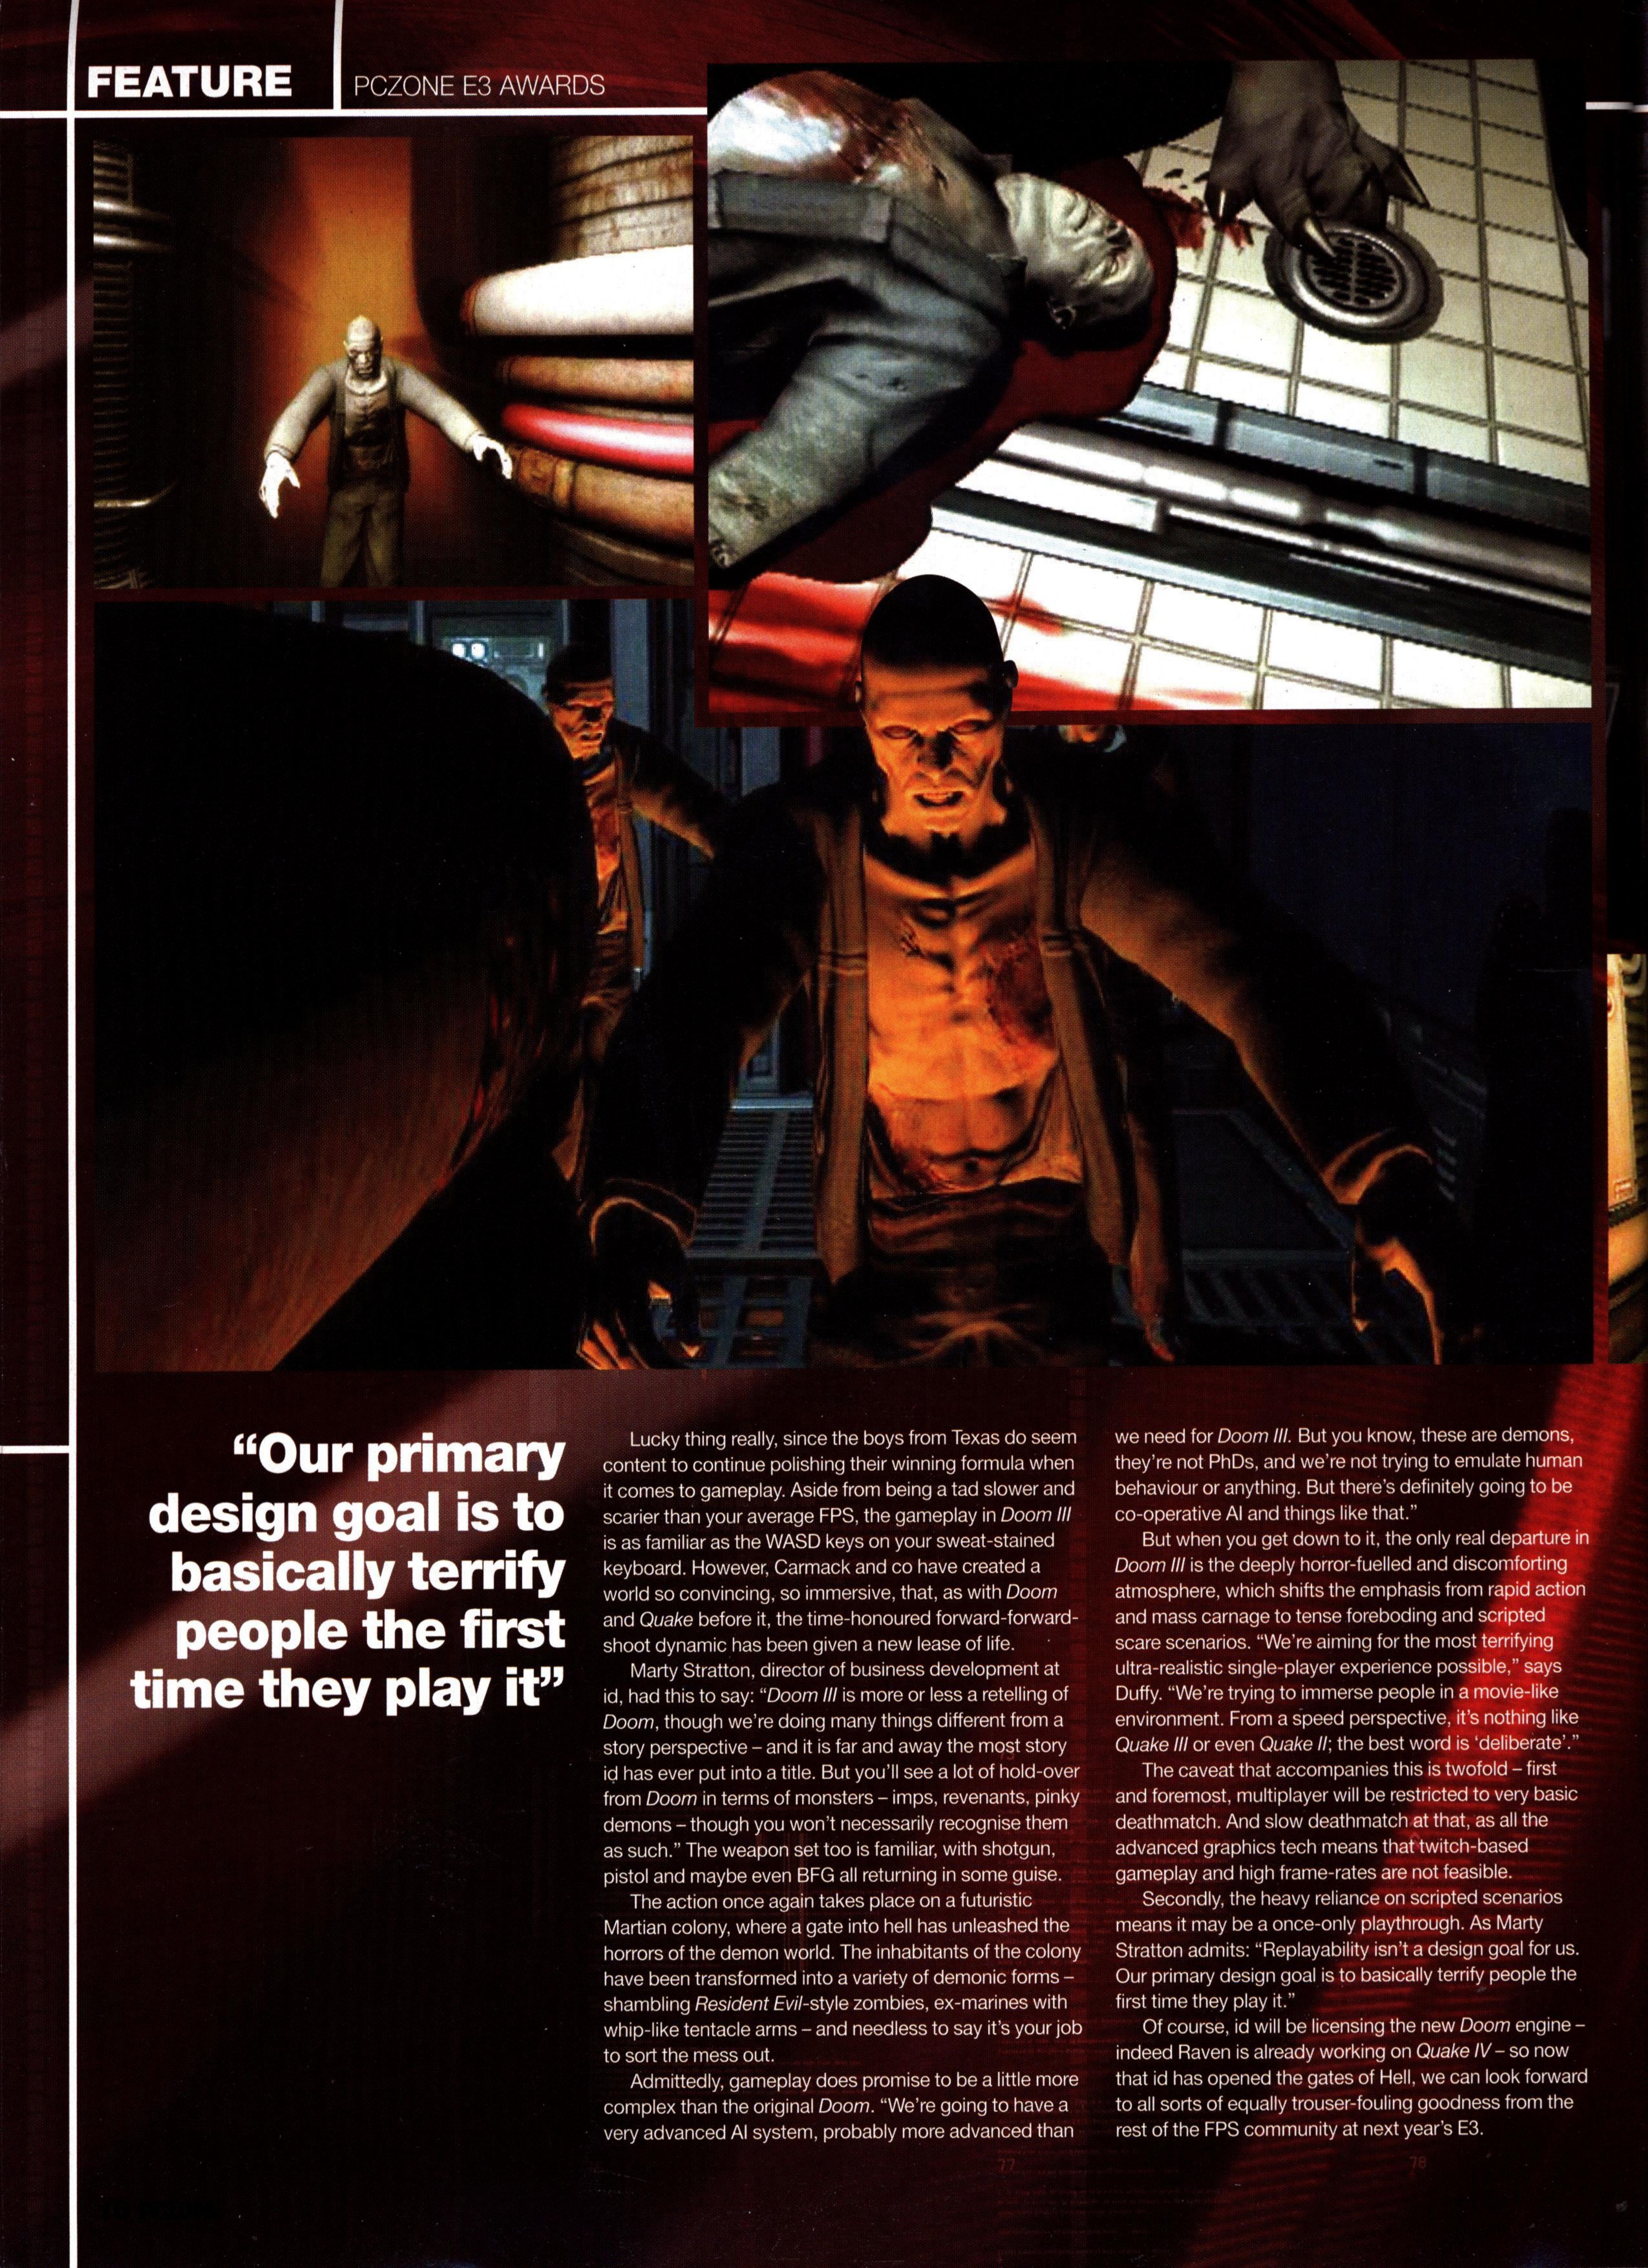 FEATURE
PCZONE E3 AWARDS
“Our primary
design goal is to
basically terrify
people the first
time they play it”
Lucky thing really, since the boys from Texas do seem
content to continue polishing their winning formula when
it comes to gameplay. Aside from being a tad slower and
scarier than your average FPS, the gameplay in Doom III
is as familiar as the WASD keys on your sweat-stained
keyboard. However, Carmack and co have created a
world so convincing, so immersive, that, as with Doom
and Quake before it, the time-honoured forward-forward-
shoot dynamic has been given a new lease of life.
Marty Stratton, director of business development at
id, had this to say: “Doom III is more or less a retelling of
Doom, though we’re doing many things different from a
story perspective – and it is far and away the most story
id has ever put into a title. But you’ll see a lot of hold-over
from Doom in terms of monsters – imps, revenants, pinky
demons – though you won’t necessarily recognise them
as such.” The weapon set too is familiar, with shotgun,
pistol and maybe even BFG all returning in some guise.
The action once again takes place on a futuristic
Martian colony, where a gate into hell has unleashed the
horrors of the demon world. The inhabitants of the colony
have been transformed into a variety of demonic forms –
shambling Resident Evil-style zombies, ex-marines with
whip-like tentacle arms – and needless to say it’s your job
to sort the mess out.
Admittedly, gameplay does promise to be a little more
complex than the original Doom. “We’re going to have a
very advanced AI system, probably more advanced than
we need for Doom III. But you know, these are demons,
they’re not PhDs, and we’re not trying to emulate human
behaviour or anything. But there’s definitely going to be
co-operative AI and things like that.”
But when you get down to it, the only real departure in
Doom III is the deeply horror-fuelled and discomforting
atmosphere, which shifts the emphasis from rapid action
and mass carnage to tense foreboding and scripted
scare scenarios. “We’re aiming for the most terrifying
ultra-realistic single-player experience possible,” says
Duffy. “We’re trying to immerse people in a movie-like
environment. From a speed perspective, it’s nothing like
Quake III or even Quake II; the best word is ‘deliberate’.”
The caveat that accompanies this is twofold – first
and foremost, multiplayer will be restricted to very basic
deathmatch. And slow deathmatch at that, as all the
advanced graphics tech means that twitch-based
gameplay and high frame-rates are not feasible.
Secondly, the heavy reliance on scripted scenarios
means it may be a once-only playthrough. As Marty
Stratton admits: “Replayability isn’t a design goal for us.
Our primary design goal is to basically terrify people the
first time they play it.”
Of course, id will be licensing the new Doom engine –
indeed Raven is already working on Quake IV – so now
that id has opened the gates of Hell, we can look forward
to all sorts of equally trouser-fouling goodness from the
rest of the FPS community at next year’s E3.
77
78